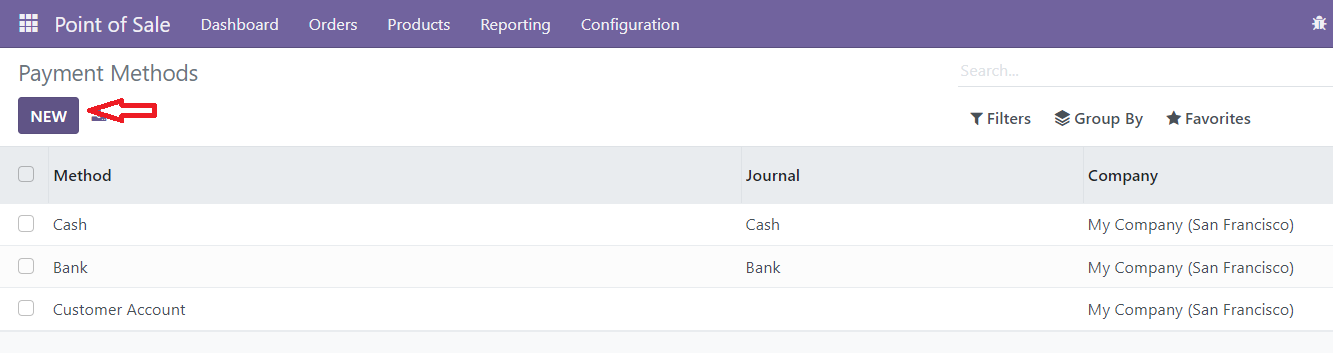 Point of Sale Dashboard Orders Products Reporting Configuration
Payment Methods Search...
NEW Filters Group By Favorites
Method Journal Company
Cash Cash My Company (San Francisco)
Bank Bank My Company (San Francisco)
Customer Account My Company (San Francisco)